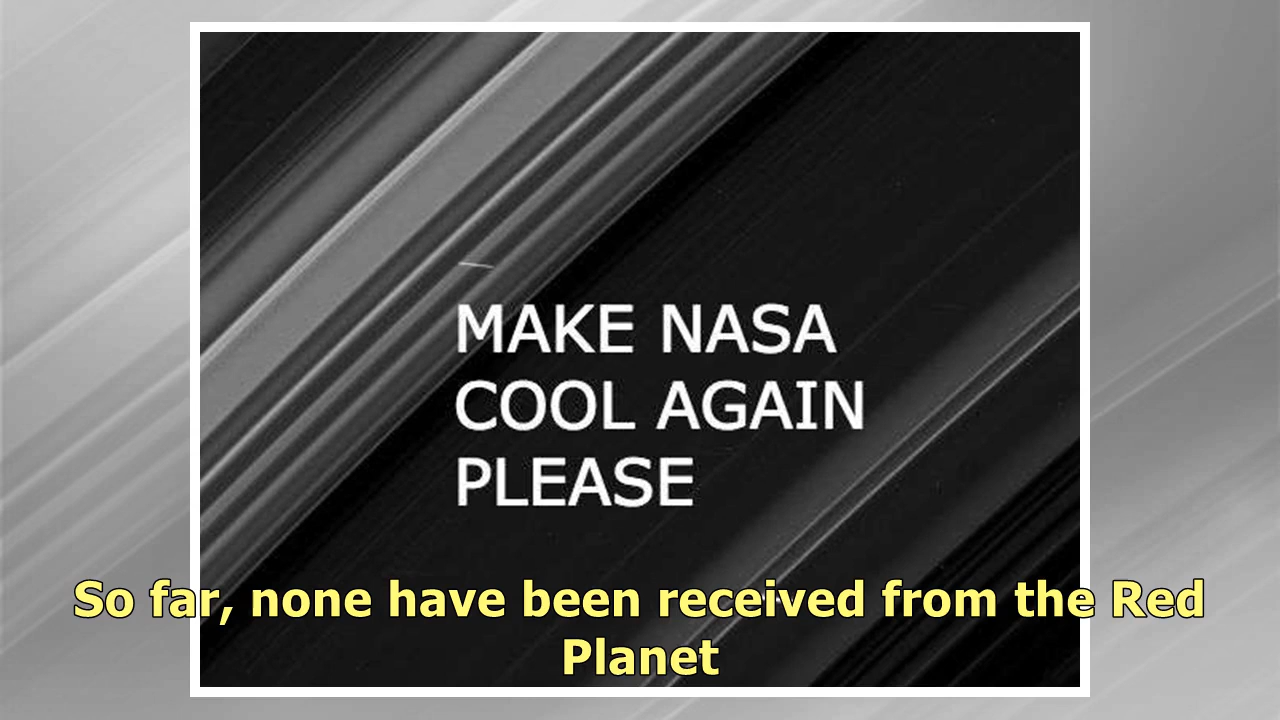 MAKE NASA
COOL AGAIN
PLEASE
So far, none have been received from the Red
Planet